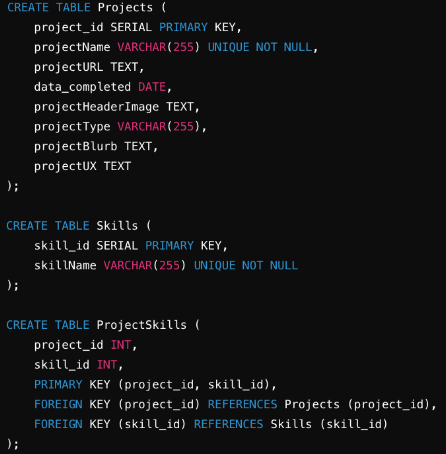 CREATE TABLE Projects (
    project_id SERIAL PRIMARY KEY,
    projectName VARCHAR(255) UNIQUE NOT NULL,
    projectURL TEXT,
    data_completed DATE,
    projectHeaderImage TEXT,
    projectType VARCHAR(255),
    projectBlurb TEXT,
    projectUX TEXT
);

CREATE TABLE Skills (
    skill_id SERIAL PRIMARY KEY,
    skillName VARCHAR(255) UNIQUE NOT NULL
);

CREATE TABLE ProjectSkills (
    project_id INT,
    skill_id INT,
    PRIMARY KEY (project_id, skill_id),
    FOREIGN KEY (project_id) REFERENCES Projects (project_id),
    FOREIGN KEY (skill_id) REFERENCES Skills (skill_id)
);